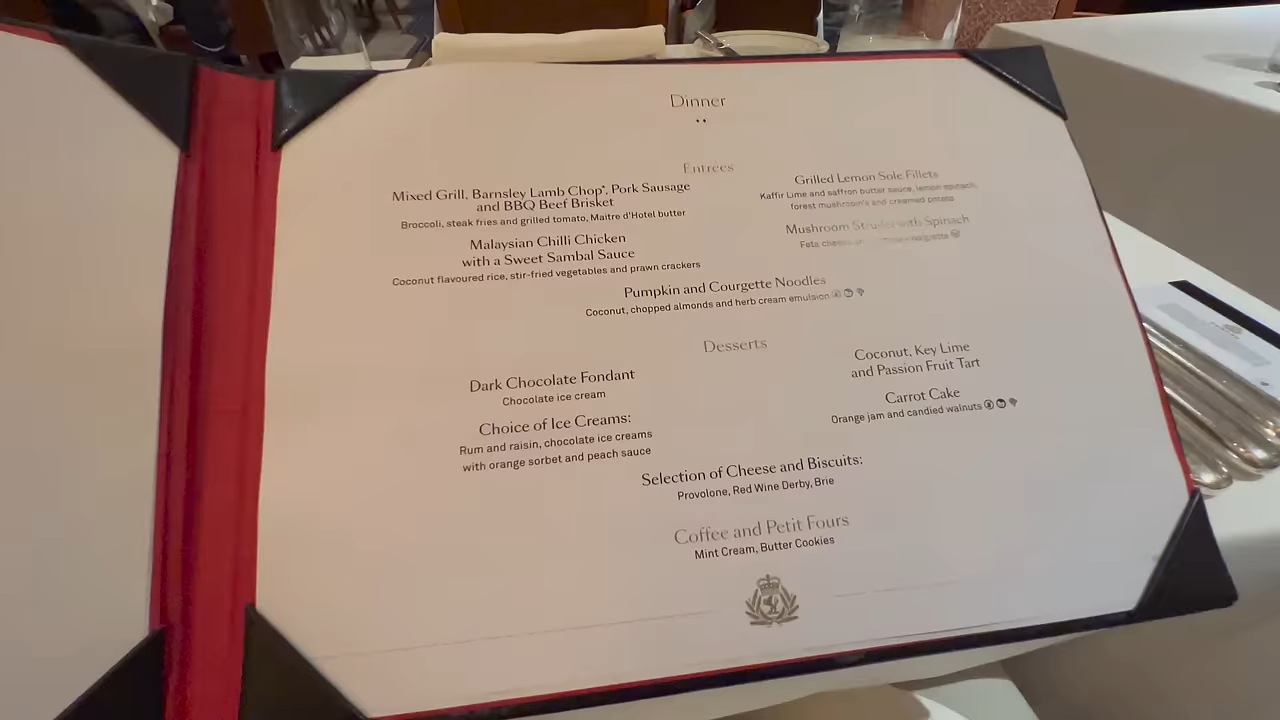 Dinner
Entrees
Mixed Grill, Barnsley Lamb Chop*, Pork Sausage
and BBQ Beef Brisket
Broccoli, steak fries and grilled tomato, Maitre d'Hotel butter
Malaysian Chilli Chicken
with a Sweet Sambal Sauce
Coconut flavoured rice, stir-fried vegetables and prawn crackers
Grilled Lemon Sole Fillets
Kaffir Lime and saffron butter sauce, lemon spinach,
forest mushroom's and creamed potato
Mushroom Strudel with Spinach
Feta
Pumpkin and Courgette Noodles
Coconut, chopped almonds and herb cream emulsion
Desserts
Dark Chocolate Fondant
Chocolate ice cream
Choice of Ice Creams:
Rum and raisin, chocolate ice creams
with orange sorbet and peach sauce
Coconut, Key Lime
and Passion Fruit Tart
Carrot Cake
Orange jam and candied walnuts
Selection of Cheese and Biscuits:
Provolone, Red Wine Derby, Brie
Coffee and Petit Fours
Mint Cream, Butter Cookies